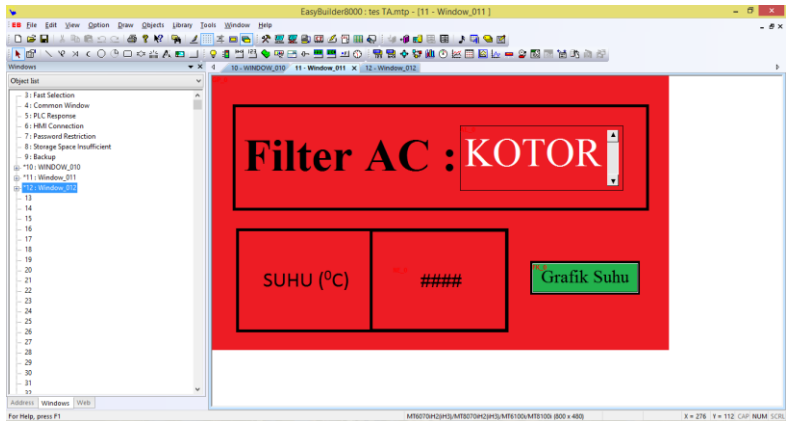 EasyBuilder8000 : tes TA.mtp - [11 - Window_011 ]
File Edit View Option Draw Objects Library Tools Window Help
Windows
10 - WINDOW_010 11 - Window_011 12 - Window_012
Object list
3 : Fast Selection
4 : Common Window
5 : PLC Response
6 : HMI Connection
7 : Password Restriction
8 : Storage Space Insufficient
9 : Backup
*10 : WINDOW_010
*11 : Window_011
*12 : Window_012
13
14
15
16
17
18
19
20
21
22
23
24
25
26
27
28
29
30
31
32
Filter AC : KOTOR
SUHU (⁰C) ####
Grafik Suhu
Address Windows Web
For Help, press F1
MT6070iH2(iH3)/MT8070iH2(iH3)/MT6100i/MT8100i (800 x 480) X = 276 Y = 112 CAP NUM SCRL